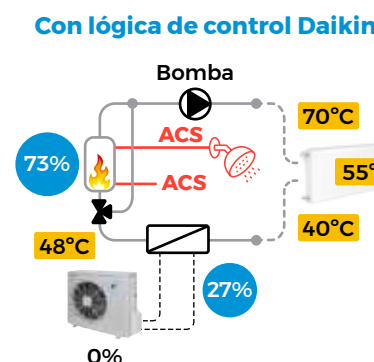 Con lógica de control Daikin
Bomba
70°C
ACS
73%
55°
ACS
40°C
48°C
27%
0%